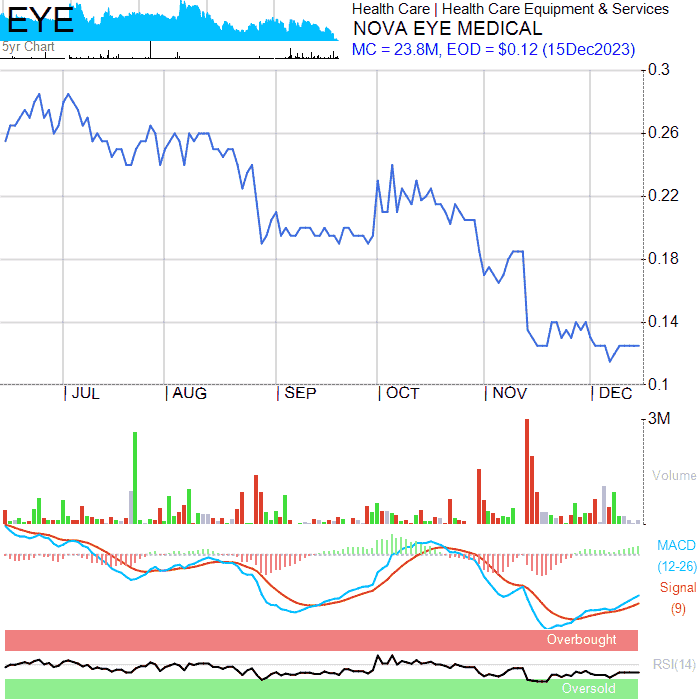 EYE
5yr Chart
Health Care | Health Care Equipment & Services
NOVA EYE MEDICAL
MC = 23.8M, EOD = $0.12 (15Dec2023)
0.3
0.26
0.22
0.18
0.14
0.1
JUL AUG SEP OCT NOV DEC
3M
Volume
MACD
(12-26)
Signal
(9)
Overbought
RSI(14)
Oversold